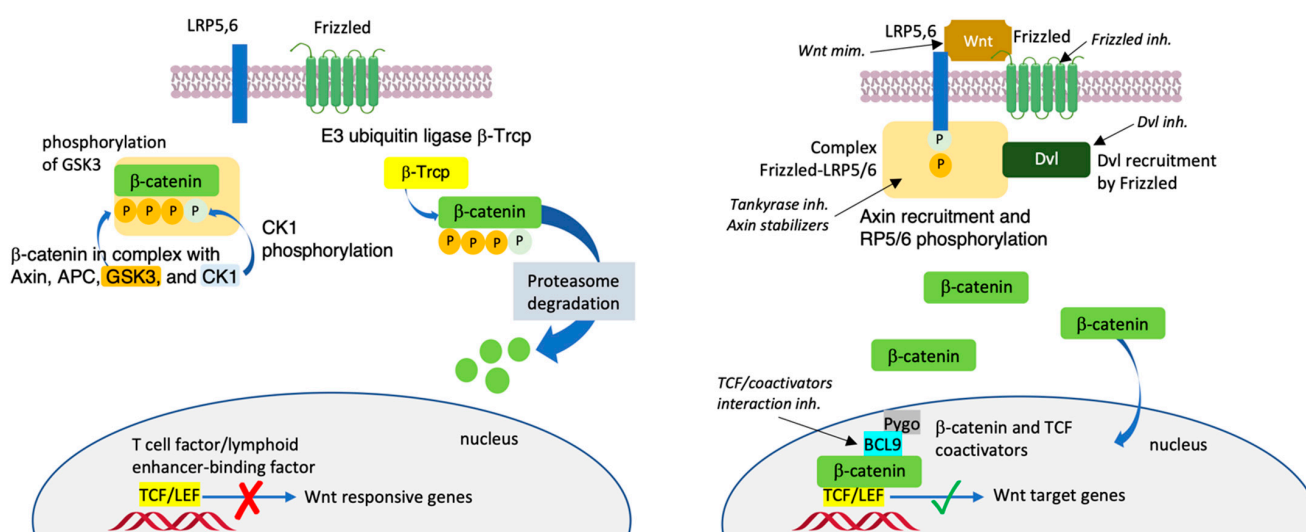 LRP5,6
Frizzled
phosphorylation
of GSK3
β-catenin
P P P P
β-catenin in complex with
Axin, APC, GSK3, and CK1
CK1
phosphorylation
E3 ubiquitin ligase β-Trcp
β-Trcp
β-catenin
P P P P
Proteasome
degradation
nucleus
T cell factor/lymphoid
enhancer-binding factor
TCF/LEF
Wnt responsive genes
LRP5,6
Wnt
Frizzled
Wnt mim.
Frizzled inh.
P
P
Complex
Frizzled-LRP5/6
Dvl inh.
Dvl
Dvl recruitment
by Frizzled
Tankyrase inh.
Axin stabilizers
Axin recruitment and
RP5/6 phosphorylation
β-catenin
β-catenin
β-catenin
TCF/coactivators
interaction inh.
Pygo
BCL9
β-catenin
β-catenin and TCF
coactivators
nucleus
TCF/LEF
Wnt target genes